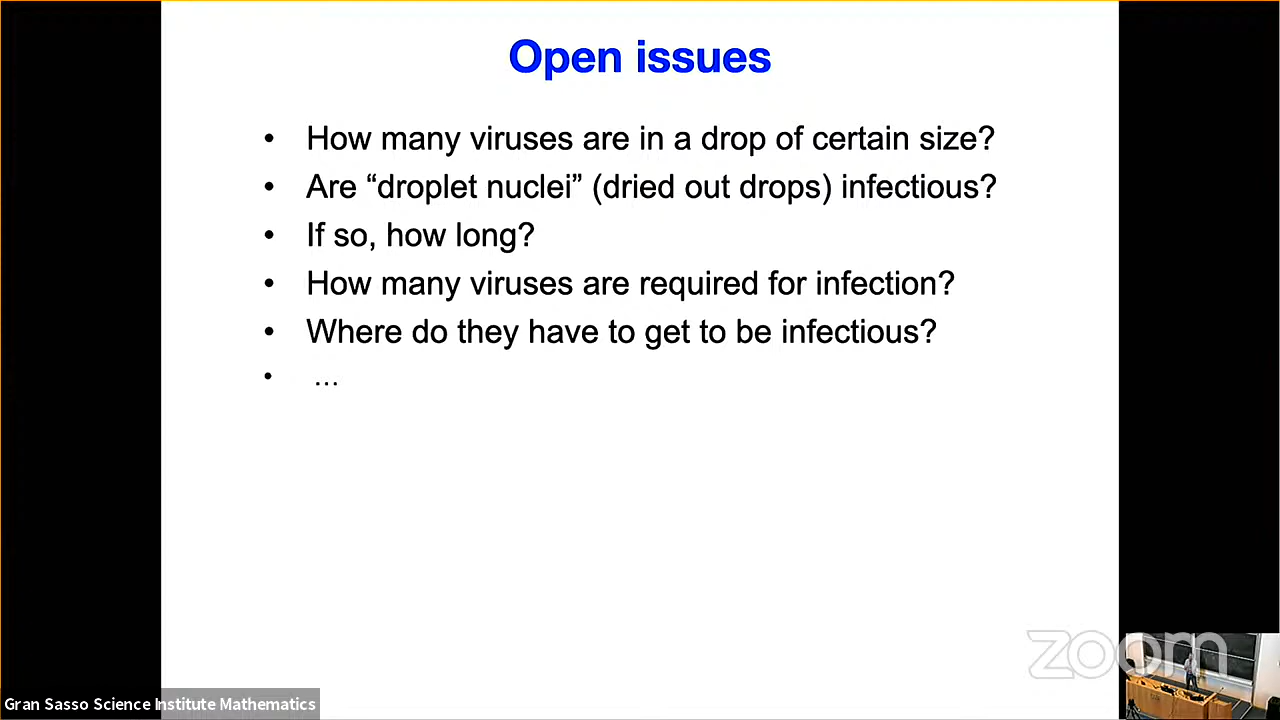 Open issues
• How many viruses are in a drop of certain size?
• Are “droplet nuclei” (dried out drops) infectious?
• If so, how long?
• How many viruses are required for infection?
• Where do they have to get to be infectious?
• ...
zoom
Gran Sasso Science Institute Mathematics